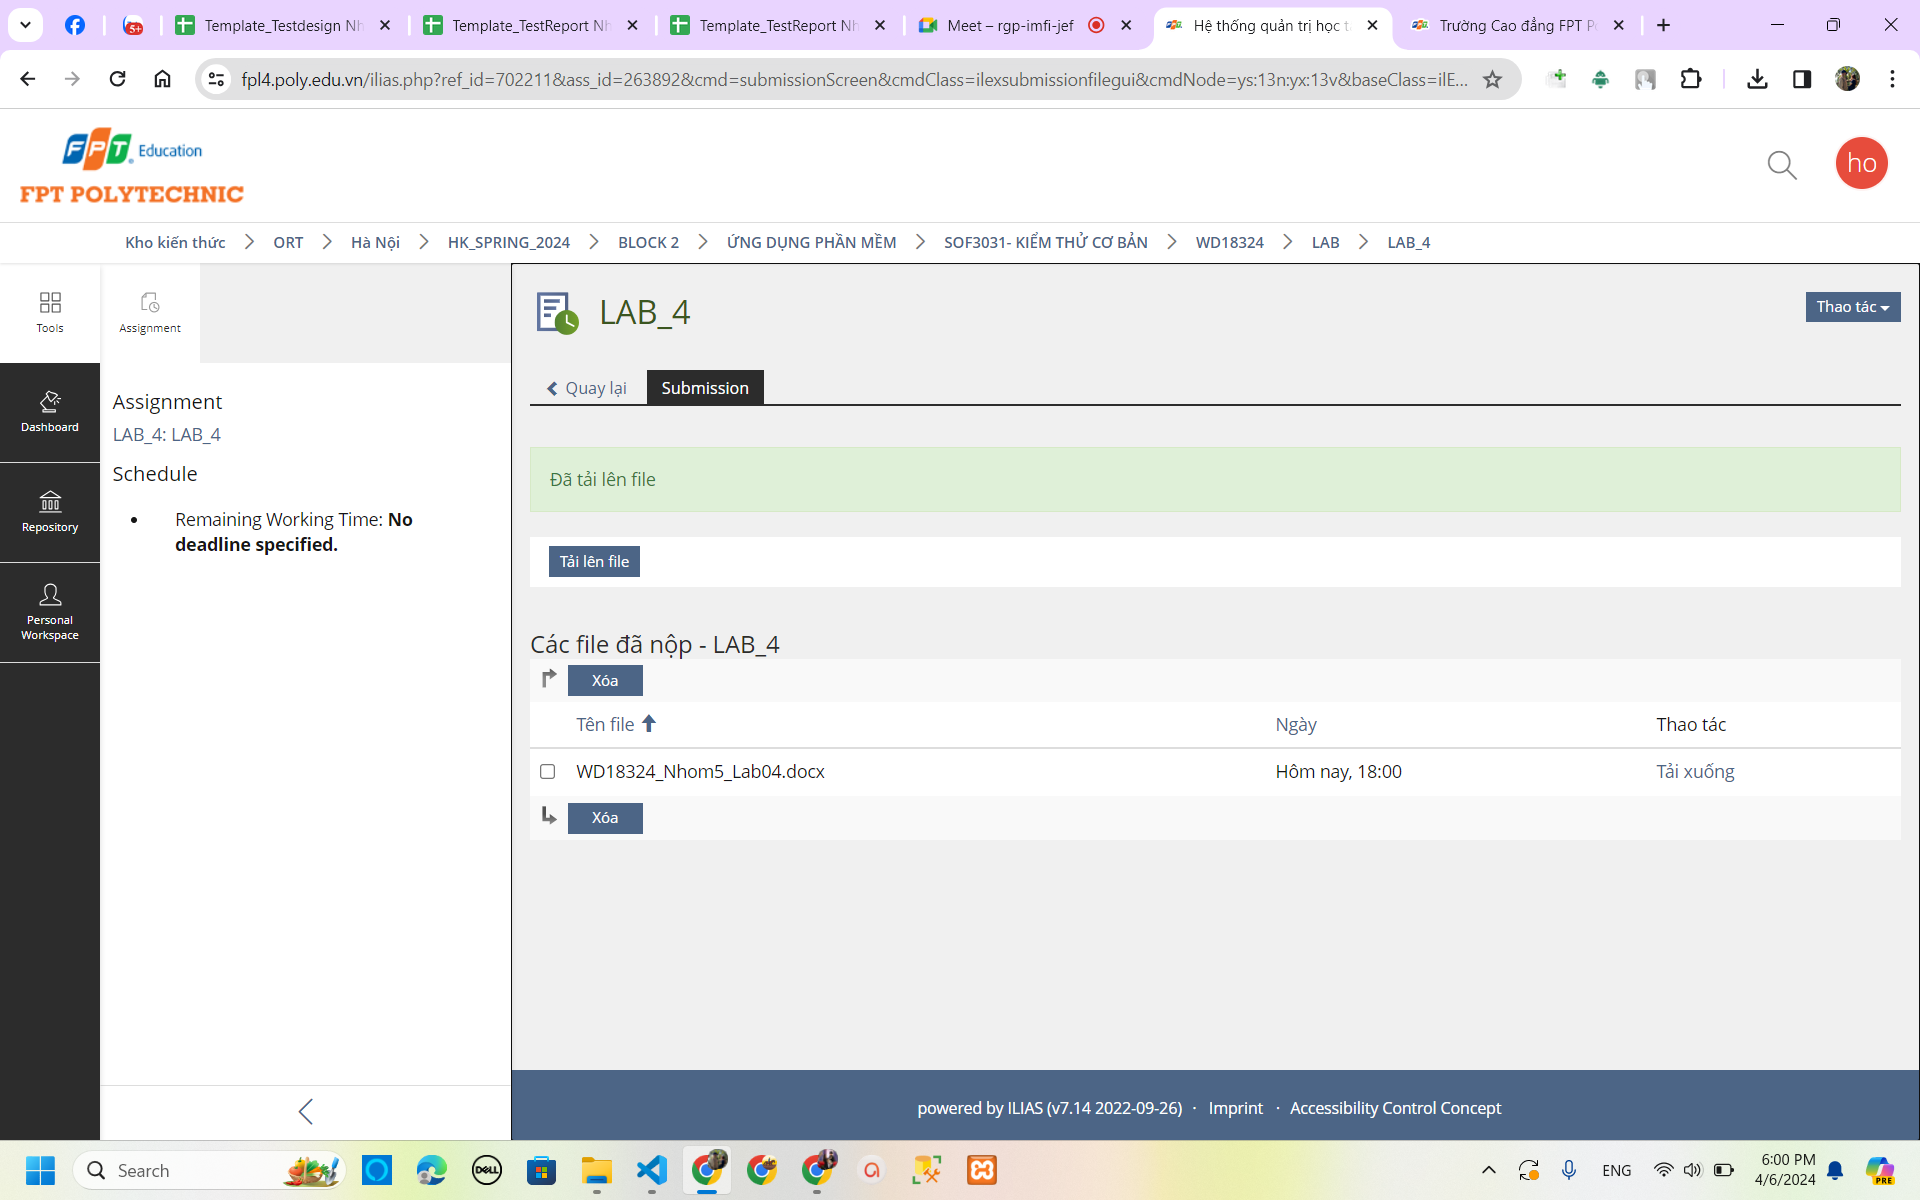 Template_Testdesign Nh
Template_TestReport Nh
Template_TestReport Nh
Meet – rgp-imfi-jef
Hệ thống quản trị học t
Trường Cao đẳng FPT P
fpl4.poly.edu.vn/ilias.php?ref_id=702211&ass_id=263892&cmd=submissionScreen&cmdClass=ilexsubmissionfilegui&cmdNode=ys:13n:yx:13v&baseClass=ilE...
FPT Education
FPT POLYTECHNIC
ho
Kho kiến thức
ORT
Hà Nội
HK_SPRING_2024
BLOCK 2
ỨNG DỤNG PHẦN MỀM
SOF3031- KIỂM THỬ CƠ BẢN
WD18324
LAB
LAB_4
Tools
Assignment
Dashboard
Repository
Personal
Workspace
Assignment
LAB_4: LAB_4
Schedule
Remaining Working Time: No
deadline specified.
LAB_4
Thao tác
Quay lại
Submission
Đã tải lên file
Tải lên file
Các file đã nộp - LAB_4
Xóa
Tên file
Ngày
Thao tác
WD18324_Nhom5_Lab04.docx
Hôm nay, 18:00
Tải xuống
Xóa
powered by ILIAS (v7.14 2022-09-26) · Imprint · Accessibility Control Concept
Search
DELL
ENG
6:00 PM
4/6/2024
PRE